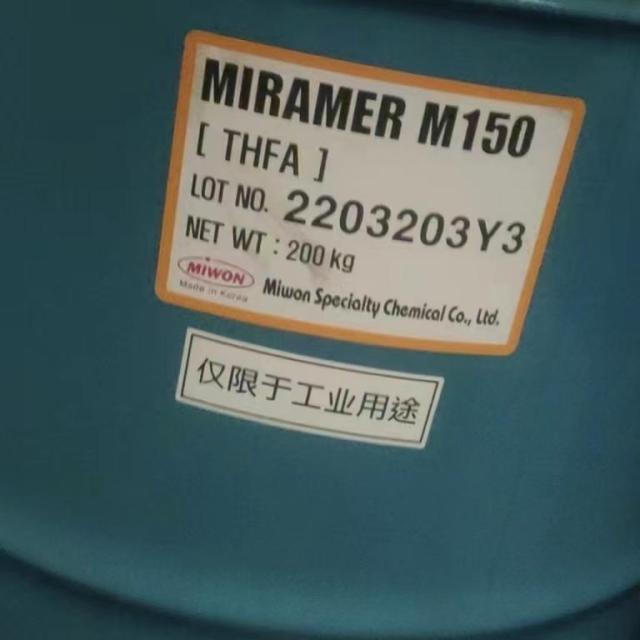 MIRAMER M150
[ THFA ]
LOT NO. 2203203Y3
NET WT : 200 kg
MIWON
Made in Korea
Miwon Specialty Chemical Co., Ltd.
仅限于工业用途